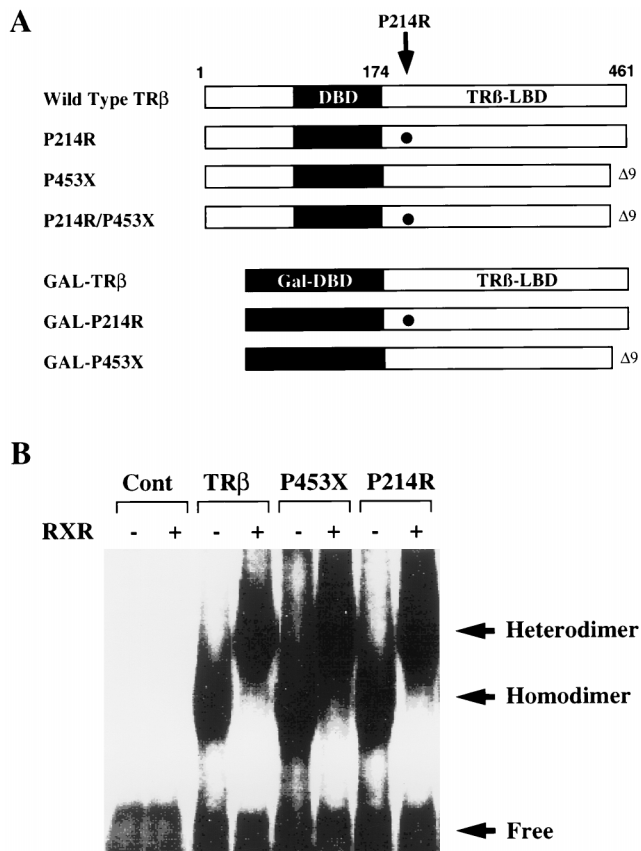 A
P214R
1 174 461
Wild Type TRβ DBD TRß-LBD
P214R
P453X Δ9
P214R/P453X Δ9
GAL-TRβ Gal-DBD TRß-LBD
GAL-P214R
GAL-P453X Δ9
B
Cont TRβ P453X P214R
RXR - + - + - + - +
Heterodimer
Homodimer
Free